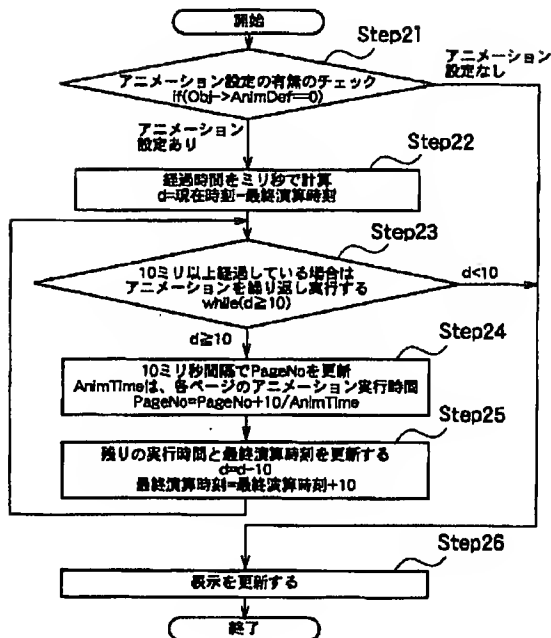 開始
Step21
アニメーション設定の有無のチェック
if(Obj->AnimDef==0)
アニメーション
設定なし
アニメーション
設定あり
Step22
経過時間をミリ秒で計算
d=現在時刻-最終演算時刻
Step23
10ミリ以上経過している場合は
アニメーションを繰り返し実行する
while(d≧10)
d<10
d≧10
Step24
10ミリ秒間隔でPageNoを更新
AnimTimeは、各ページのアニメーション実行時間
PageNo=PageNo+10/AnimTime
Step25
残りの実行時間と最終演算時刻を更新する
d=d-10
最終演算時刻=最終演算時刻+10
Step26
表示を更新する
終了